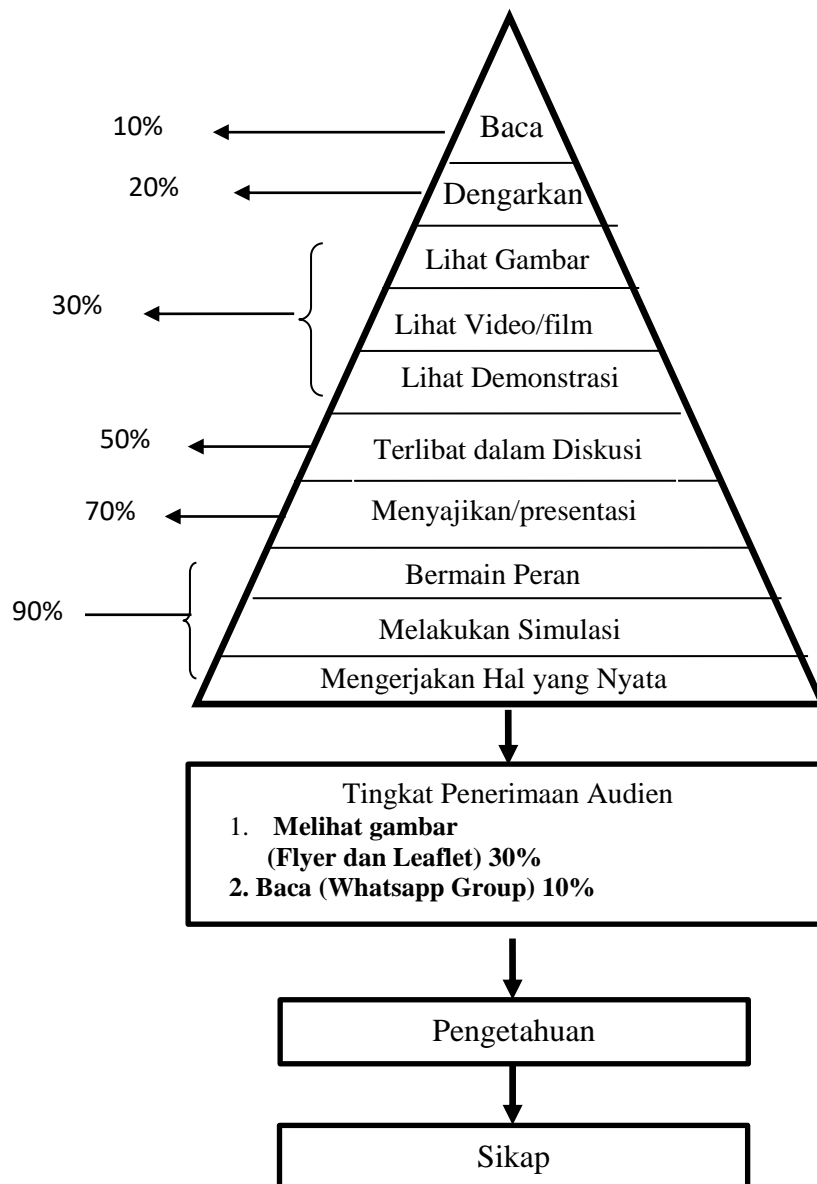 10%
Baca
20%
Dengarkan
Lihat Gambar
30%
Lihat Video/film
Lihat Demonstrasi
50%
Terlibat dalam Diskusi
70%
Menyajikan/presentasi
Bermain Peran
90%
Melakukan Simulasi
Mengerjakan Hal yang Nyata
Tingkat Penerimaan Audien
1. Melihat gambar
(Flyer dan Leaflet) 30%
2. Baca (Whatsapp Group) 10%
Pengetahuan
Sikap